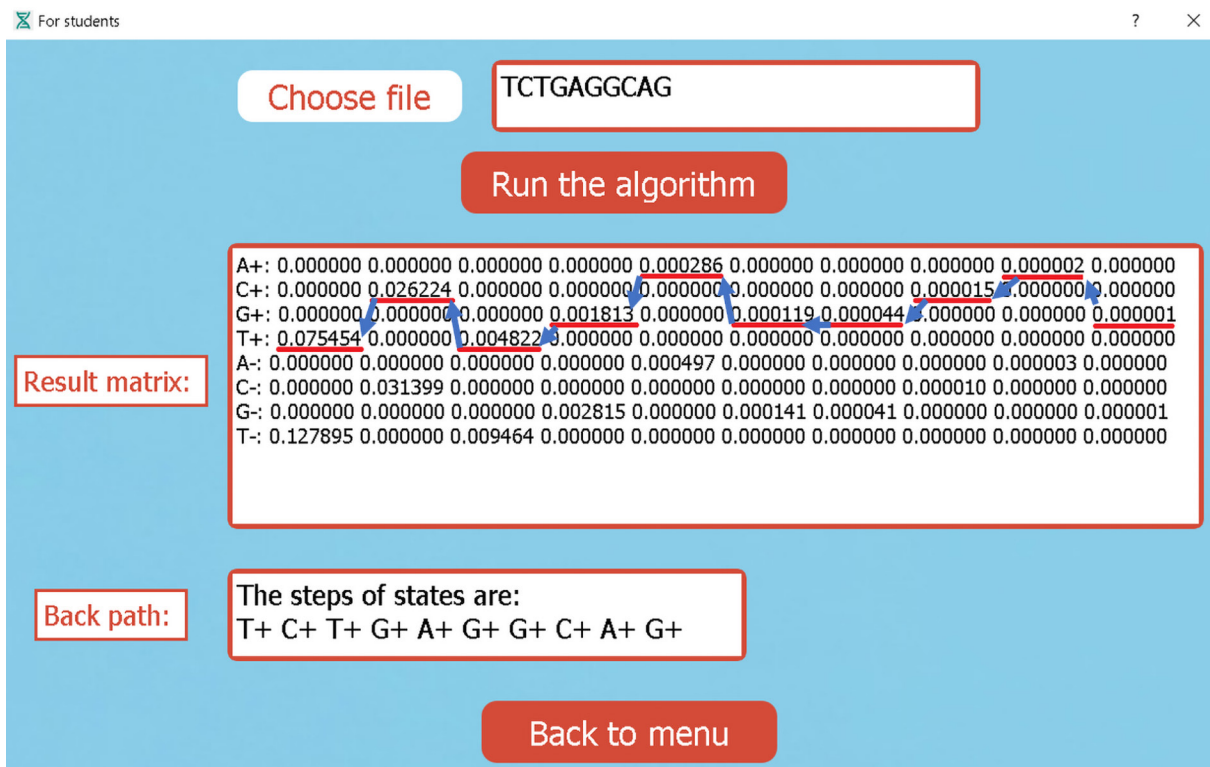 For students
?
Choose file
TCTGAGGCAG
Run the algorithm
Result matrix:
A+: 0.000000 0.000000 0.000000 0.000000 0.000286 0.000000 0.000000 0.000000 0.000002 0.000000
C+: 0.000000 0.026224 0.000000 0.000000 0.000000 0.000000 0.000000 0.000015 0.000000 0.000000
G+: 0.000000 0.000000 0.000000 0.001813 0.000000 0.000119 0.000044 0.000000 0.000000 0.000001
T+: 0.075454 0.000000 0.004822 0.000000 0.000000 0.000000 0.000000 0.000000 0.000000 0.000000
A-: 0.000000 0.000000 0.000000 0.000000 0.000497 0.000000 0.000000 0.000000 0.000003 0.000000
C-: 0.000000 0.031399 0.000000 0.000000 0.000000 0.000000 0.000000 0.000010 0.000000 0.000000
G-: 0.000000 0.000000 0.000000 0.002815 0.000000 0.000141 0.000041 0.000000 0.000000 0.000001
T-: 0.127895 0.000000 0.009464 0.000000 0.000000 0.000000 0.000000 0.000000 0.000000 0.000000
Back path:
The steps of states are:
T+ C+ T+ G+ A+ G+ G+ C+ A+ G+
Back to menu